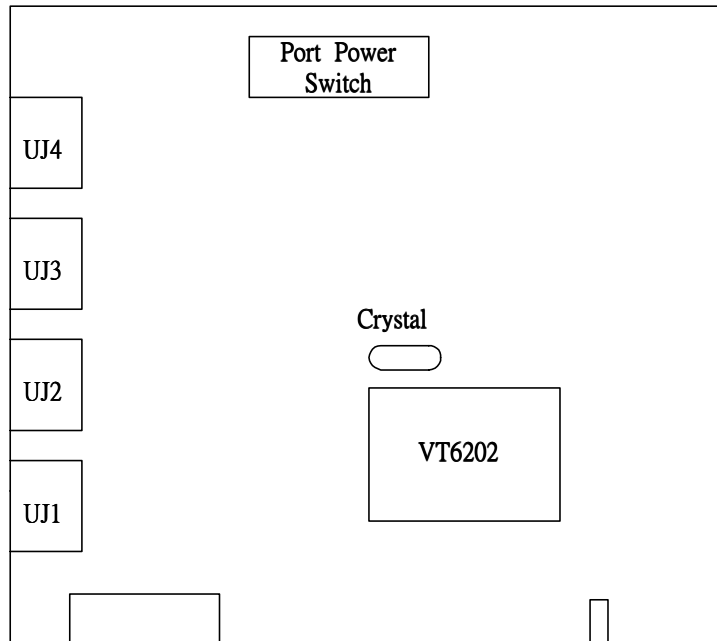 Port Power
Switch
UJ4
UJ3
Crystal
UJ2
VT6202
UJ1